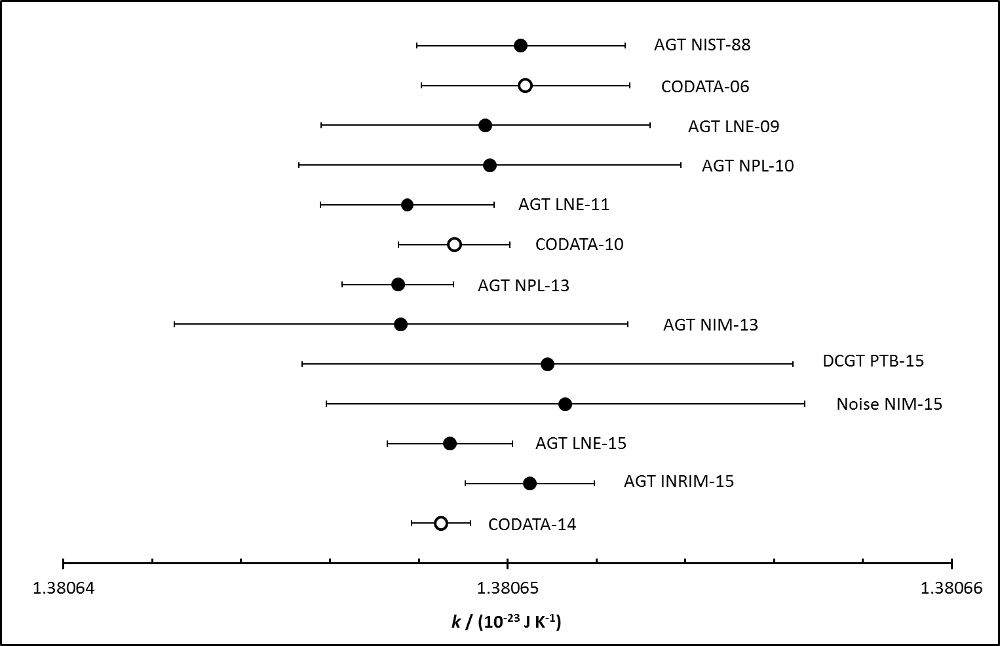 AGT NIST-88
CODATA-06
AGT LNE-09
AGT NPL-10
AGT LNE-11
CODATA-10
AGT NPL-13
AGT NIM-13
DCGT PTB-15
Noise NIM-15
AGT LNE-15
AGT INRIM-15
CODATA-14
1.38064 1.38065 1.38066
k / (10⁻²³ J K⁻¹)